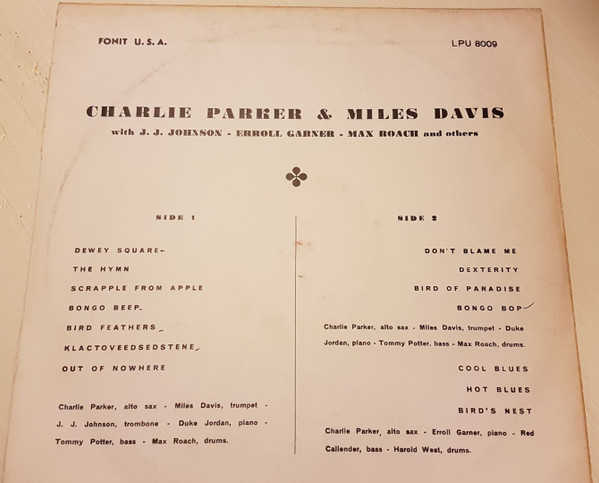 FONIT U.S.A.
LPU 8009
CHARLIE PARKER & MILES DAVIS
with J. J. JOHNSON - ERROLL GARNER - MAX ROACH and others
SIDE 1
DEWEY SQUARE
THE HYMN
SCRAPPLE FROM APPLE
BONGO BEEP
BIRD FEATHERS
KLACTOVEEDSEDSTENE
OUT OF NOWHERE
Charlie Parker, alto sax - Miles Davis, trumpet -
J. J. Johnson, trombone - Duke Jordan, piano -
Tommy Potter, bass - Max Roach, drums.
SIDE 2
DON'T BLAME ME
DEXTERITY
BIRD OF PARADISE
BONGO BOP
Charlie Parker, alto sax - Miles Davis, trumpet - Duke
Jordan, piano - Tommy Potter, bass - Max Roach, drums.
COOL BLUES
HOT BLUES
BIRD'S NEST
Charlie Parker, alto sax - Erroll Garner, piano - Red
Callender, bass - Harold West, drums.